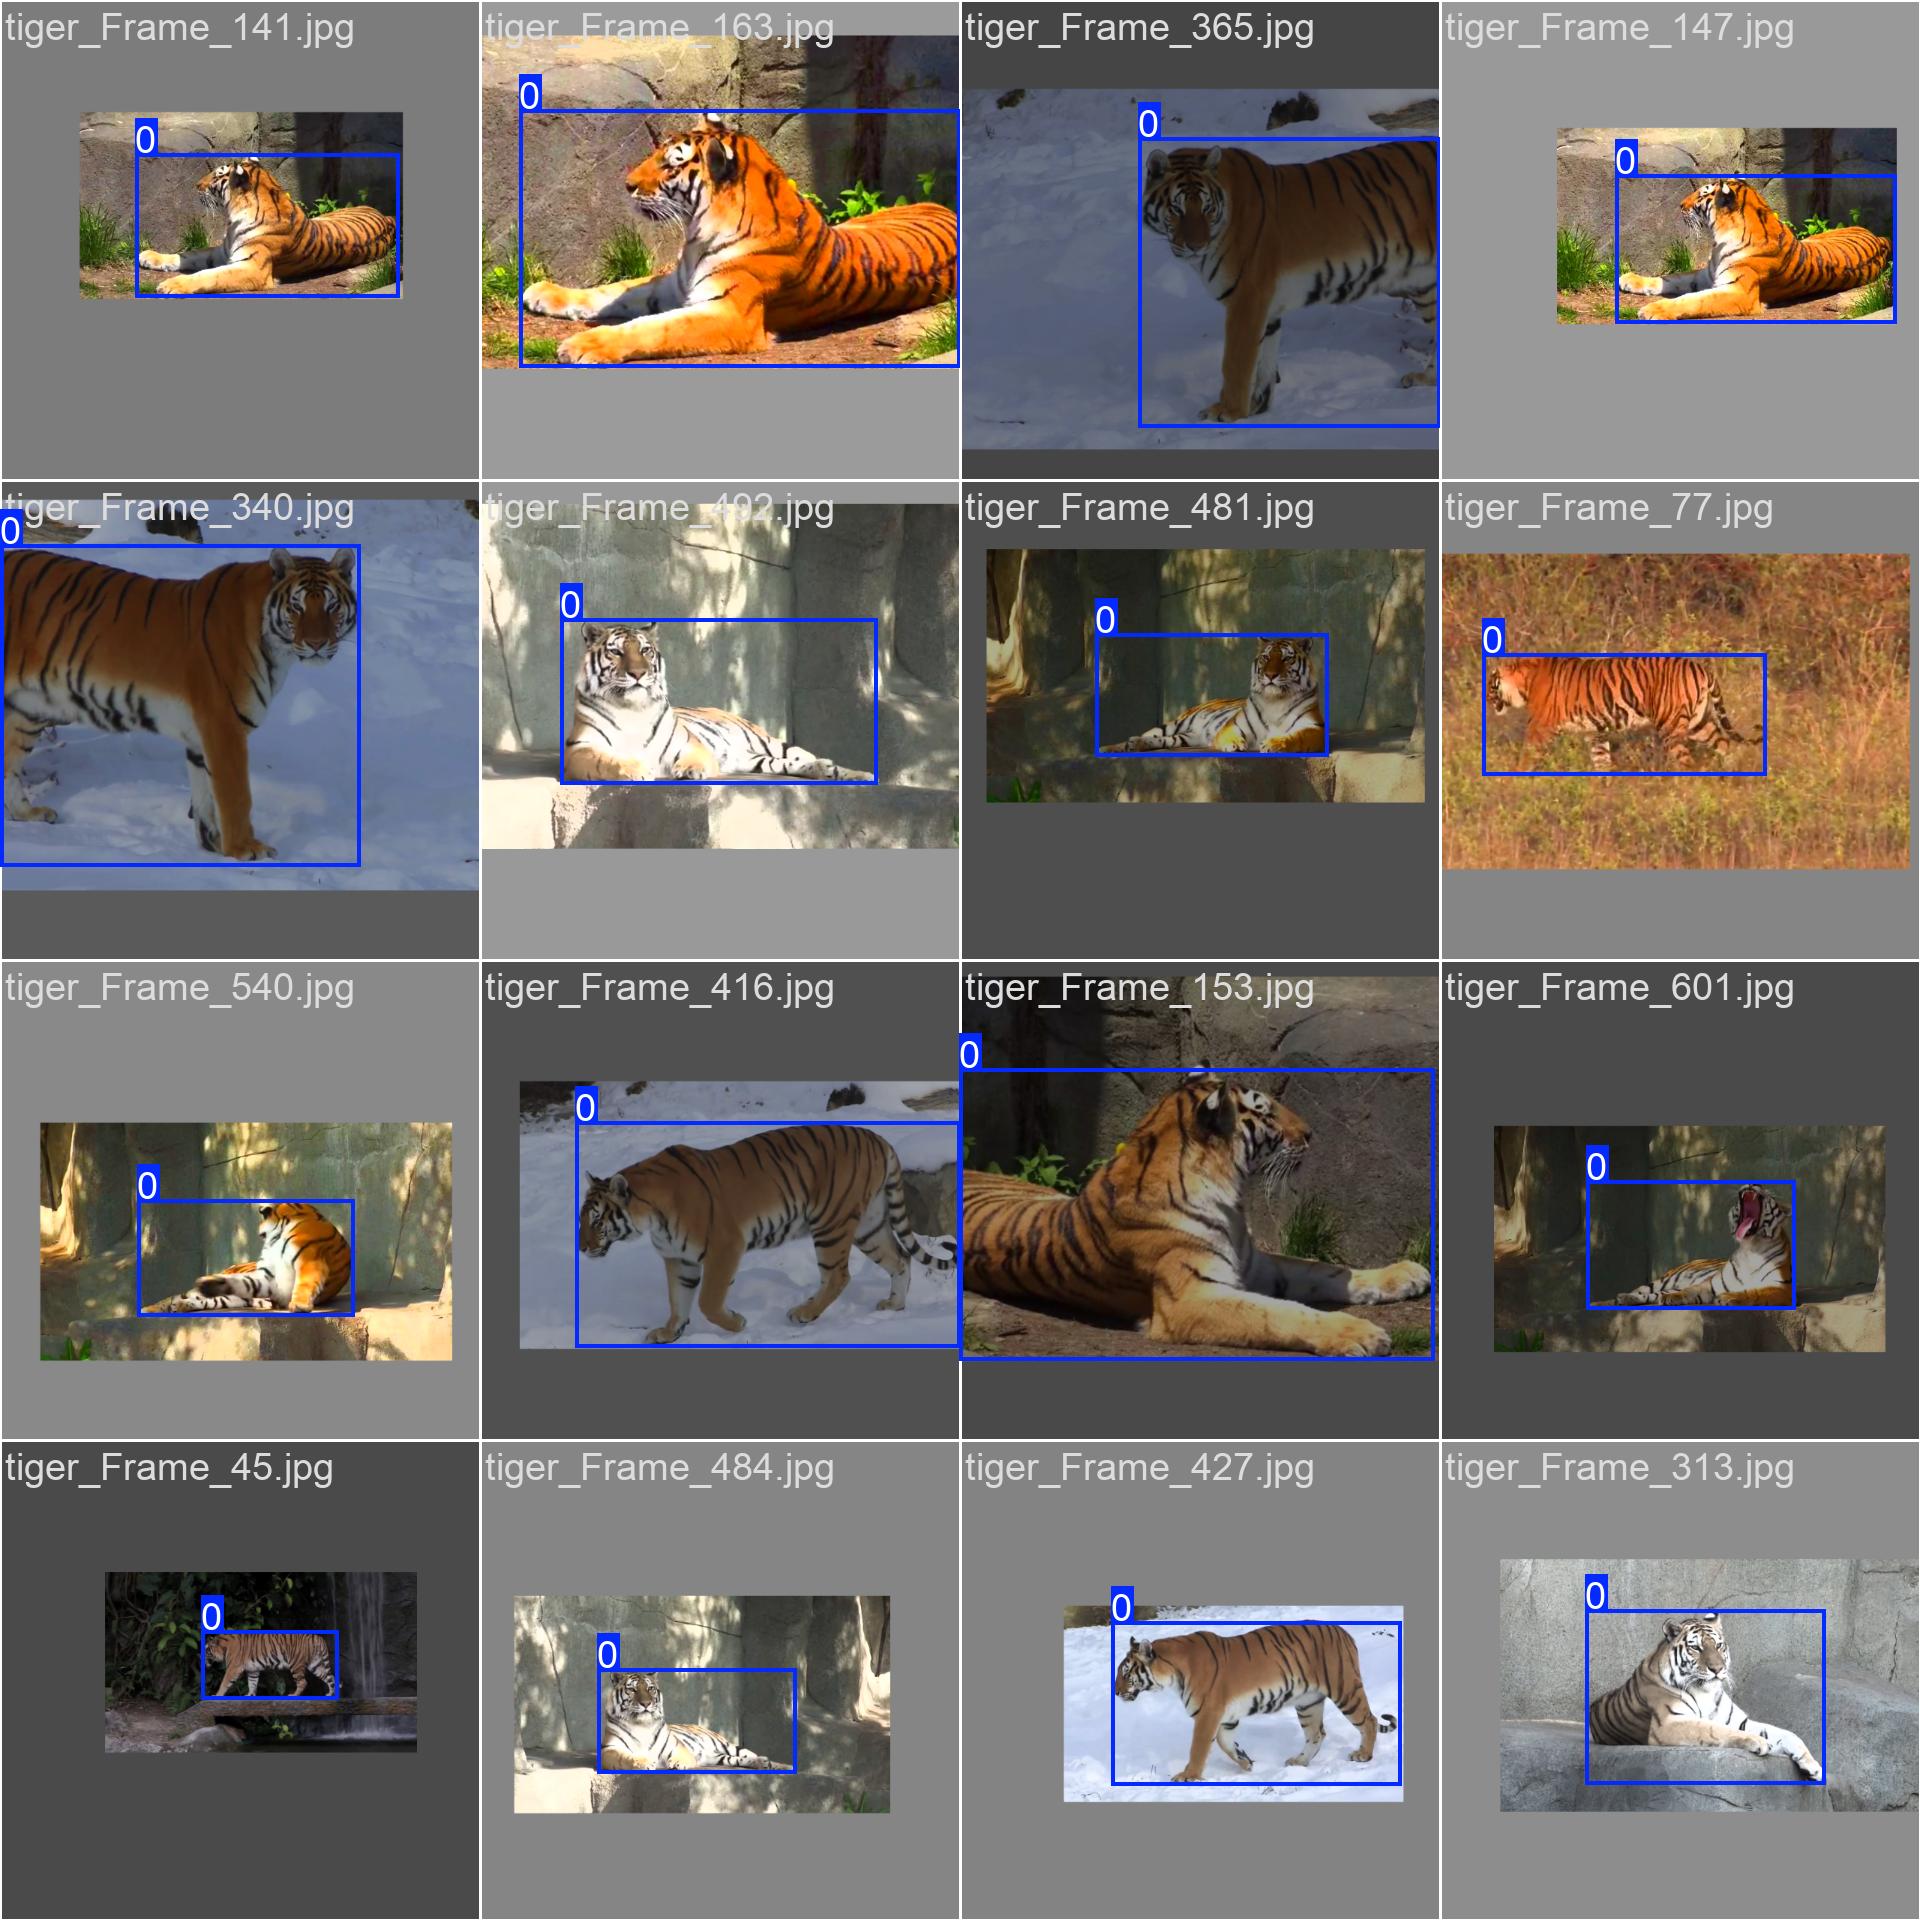 tiger_Frame_141.jpg
tiger_Frame_163.jpg
tiger_Frame_365.jpg
tiger_Frame_147.jpg
0
0
0
0
tiger_Frame_340.jpg
tiger_Frame_492.jpg
tiger_Frame_481.jpg
tiger_Frame_77.jpg
0
0
0
0
tiger_Frame_540.jpg
tiger_Frame_416.jpg
tiger_Frame_153.jpg
tiger_Frame_601.jpg
0
0
0
0
tiger_Frame_45.jpg
tiger_Frame_484.jpg
tiger_Frame_427.jpg
tiger_Frame_313.jpg
0
0
0
0